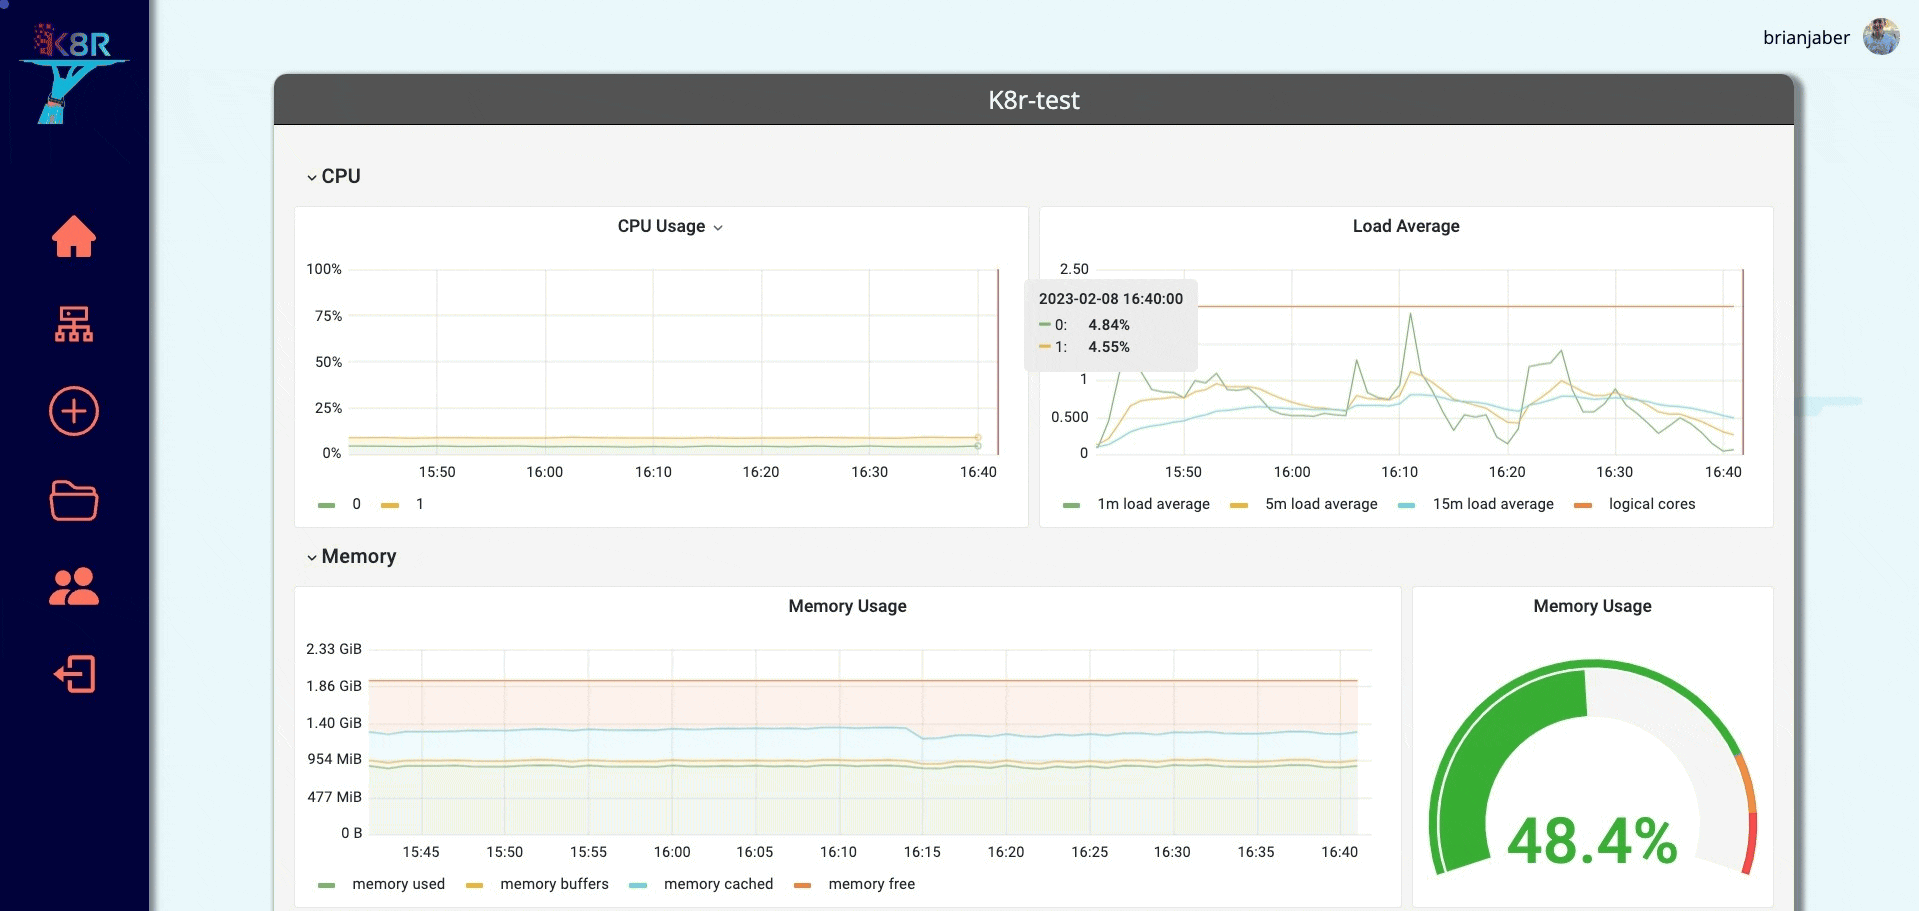 K8R
brianjaber
K8r-test
CPU
CPU Usage
100%
75%
50%
25%
0%
15:50 16:00 16:10 16:20 16:30 16:40
0 1
Load Average
2.50
1
0.500
0
15:50 16:00 16:10 16:20 16:30 16:40
1m load average 5m load average 15m load average logical cores
2023-02-08 16:40:00
0: 4.84%
1: 4.55%
Memory
Memory Usage
2.33 GiB
1.86 GiB
1.40 GiB
954 MiB
477 MiB
0 B
15:45 15:50 15:55 16:00 16:05 16:10 16:15 16:20 16:25 16:30 16:35 16:40
memory used memory buffers memory cached memory free
Memory Usage
48.4%